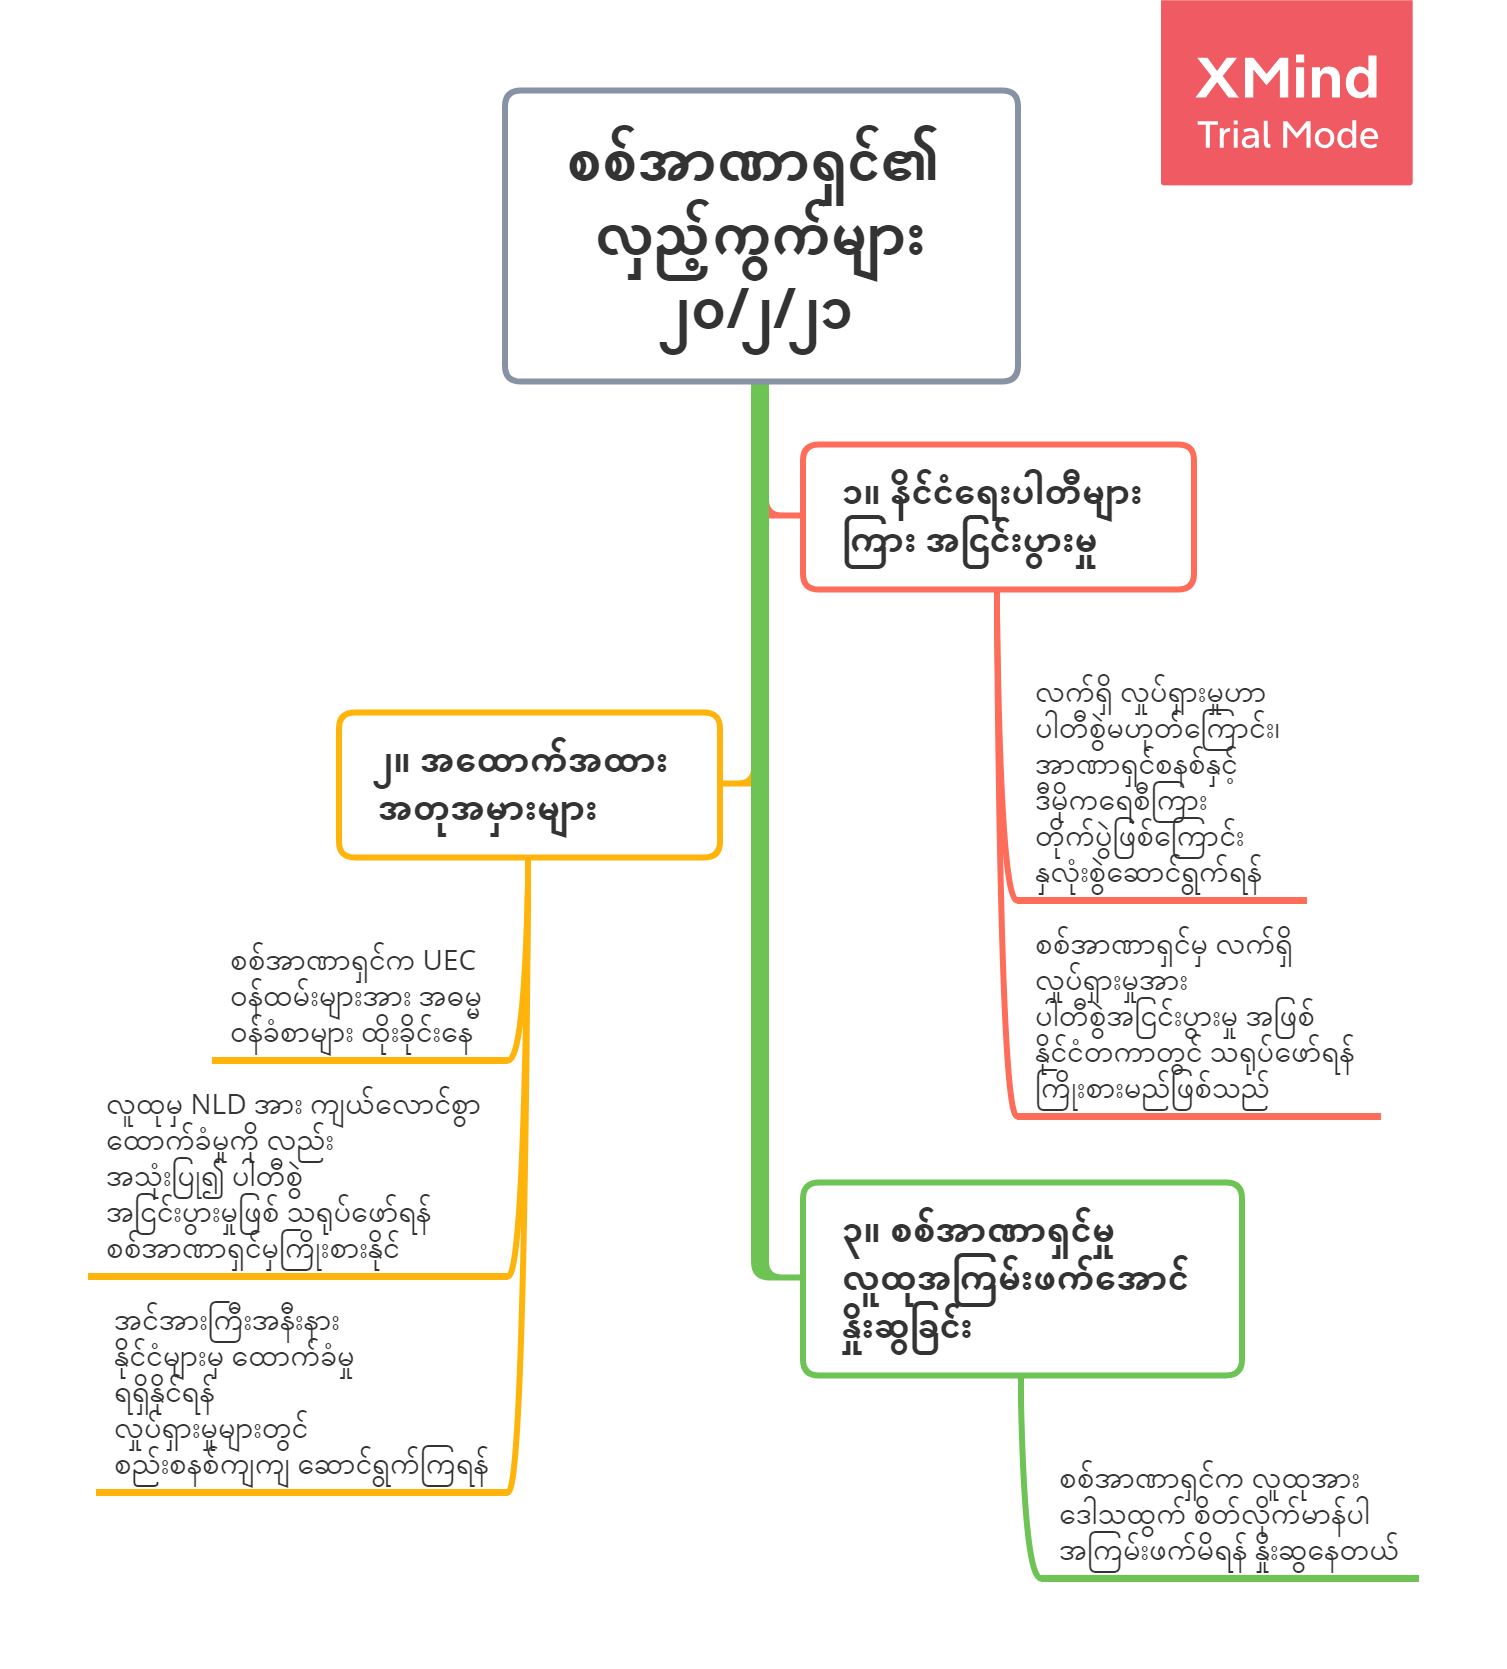 XMind
Trial Mode
စစ်အာဏာရှင်၏
လှည့်ကွက်များ
၂၀/၂/၂၁
၁။ နိုင်ငံရေးပါတီများ
ကြား အငြင်းပွားမှု
လက်ရှိ လှုပ်ရှားမှုဟာ
ပါတီစွဲမဟုတ်ကြောင်း၊
အာဏာရှင်စနစ်နှင့်
ဒီမိုကရေစီကြား
တိုက်ပွဲဖြစ်ကြောင်း
နှလုံးစွဲဆောင်ရွက်ရန်
စစ်အာဏာရှင်မှ လက်ရှိ
လှုပ်ရှားမှုအား
ပါတီစွဲအငြင်းပွားမှု အဖြစ်
နိုင်ငံတကာတွင် သရုပ်ဖော်ရန်
ကြိုးစားမည်ဖြစ်သည်
၂။ အထောက်အထား
အတုအမှားများ
စစ်အာဏာရှင်က UEC
ဝန်ထမ်းများအား အဓမ္မ
ဝန်ခံစာများ ထိုးခိုင်းနေ
လူထုမှ NLD အား ကျယ်လောင်စွာ
ထောက်ခံမှုကို လည်း
အသုံးပြု၍ ပါတီစွဲ
အငြင်းပွားမှုဖြစ် သရုပ်ဖော်ရန်
စစ်အာဏာရှင်မှကြိုးစားနိုင်
အင်အားကြီးအနီးနား
နိုင်ငံများမှ ထောက်ခံမှု
ရရှိနိုင်ရန်
လှုပ်ရှားမှုများတွင်
စည်းစနစ်ကျကျ ဆောင်ရွက်ကြရန်
၃။ စစ်အာဏာရှင်မှု
လူထုအကြမ်းဖက်အောင်
နှိုးဆွခြင်း
စစ်အာဏာရှင်က လူထုအား
ဒေါသထွက် စိတ်လိုက်မာန်ပါ
အကြမ်းဖက်မိရန် နှိုးဆွနေတယ်